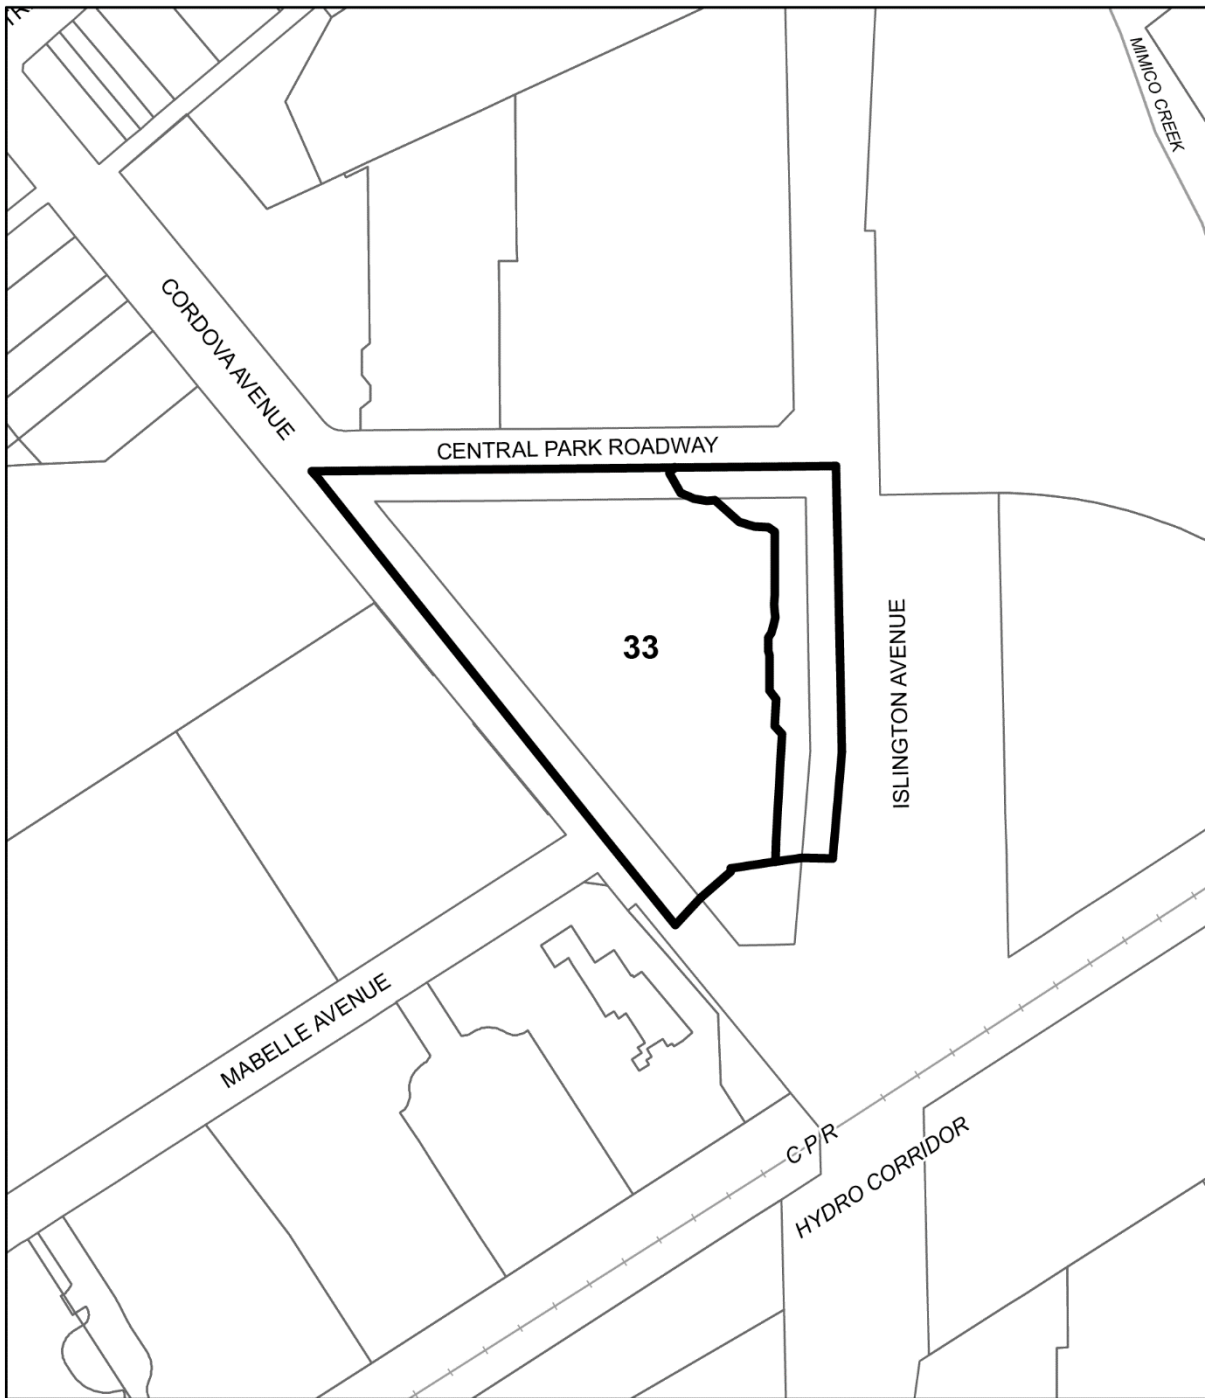 MIMICO CREEK
CORDOVA AVENUE
CENTRAL PARK ROADWAY
33
ISLINGTON AVENUE
MABELLE AVENUE
C P R
HYDRO CORRIDOR